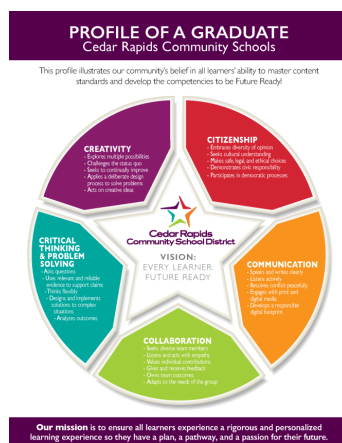 PROFILE OF A GRADUATE
Cedar Rapids Community Schools
This profile illustrates our community's belief in all learners' ability to master content
standards and develop the competencies to be Future Ready!
CREATIVITY
- Explores multiple possibilities
- Challenges the status quo
- Seeks to continually improve
- Applies a deliberate design
process to solve problems
- Acts on creative ideas
CITIZENSHIP
- Embraces diversity of opinion
- Seeks cultural understanding
- Makes safe, legal, and ethical choices
- Demonstrates civic responsibility
- Participates in democratic processes
Cedar Rapids
Community School District
VISION:
EVERY LEARNER:
FUTURE READY
CRITICAL
THINKING
& PROBLEM
SOLVING
- Asks questions
- Uses relevant and reliable
evidence to support claims
- Thinks flexibly
- Designs and implements
solutions to complex
situations
- Analyzes outcomes
COMMUNICATION
- Speaks and writes clearly
- Listens actively
- Resolves conflict peacefully
- Engages with print and
digital media
- Develops a responsible
digital footprint
COLLABORATION
- Seeks diverse team members
- Listens and acts with empathy
- Values individual contributions
- Gives and receives feedback
- Owns team outcomes
- Adapts to the needs of the group
Our mission is to ensure all learners experience a rigorous and personalized
learning experience so they have a plan, a pathway, and a passion for their future.